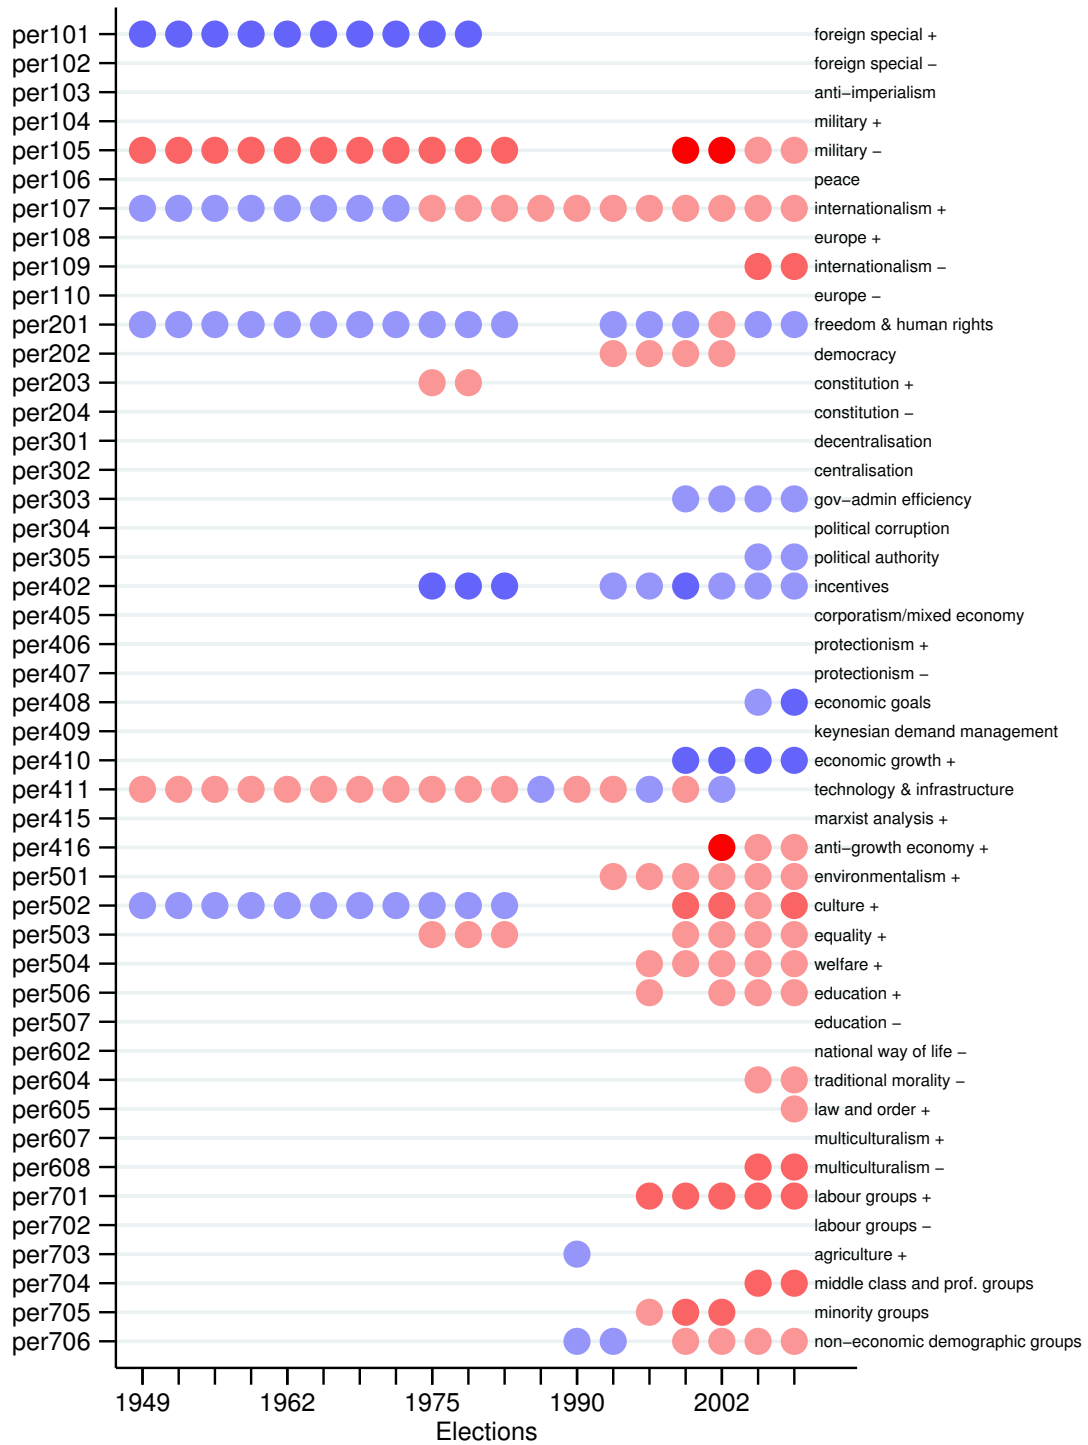 per101 foreign special +
per102 foreign special −
per103 anti−imperialism
per104 military +
per105 military −
per106 peace
per107 internationalism +
per108 europe +
per109 internationalism −
per110 europe −
per201 freedom & human rights
per202 democracy
per203 constitution +
per204 constitution −
per301 decentralisation
per302 centralisation
per303 gov−admin efficiency
per304 political corruption
per305 political authority
per402 incentives
per405 corporatism/mixed economy
per406 protectionism +
per407 protectionism −
per408 economic goals
per409 keynesian demand management
per410 economic growth +
per411 technology & infrastructure
per415 marxist analysis +
per416 anti−growth economy +
per501 environmentalism +
per502 culture +
per503 equality +
per504 welfare +
per506 education +
per507 education −
per602 national way of life −
per604 traditional morality −
per605 law and order +
per607 multiculturalism +
per608 multiculturalism −
per701 labour groups +
per702 labour groups −
per703 agriculture +
per704 middle class and prof. groups
per705 minority groups
per706 non−economic demographic groups
1949 1962 1975 1990 2002
Elections